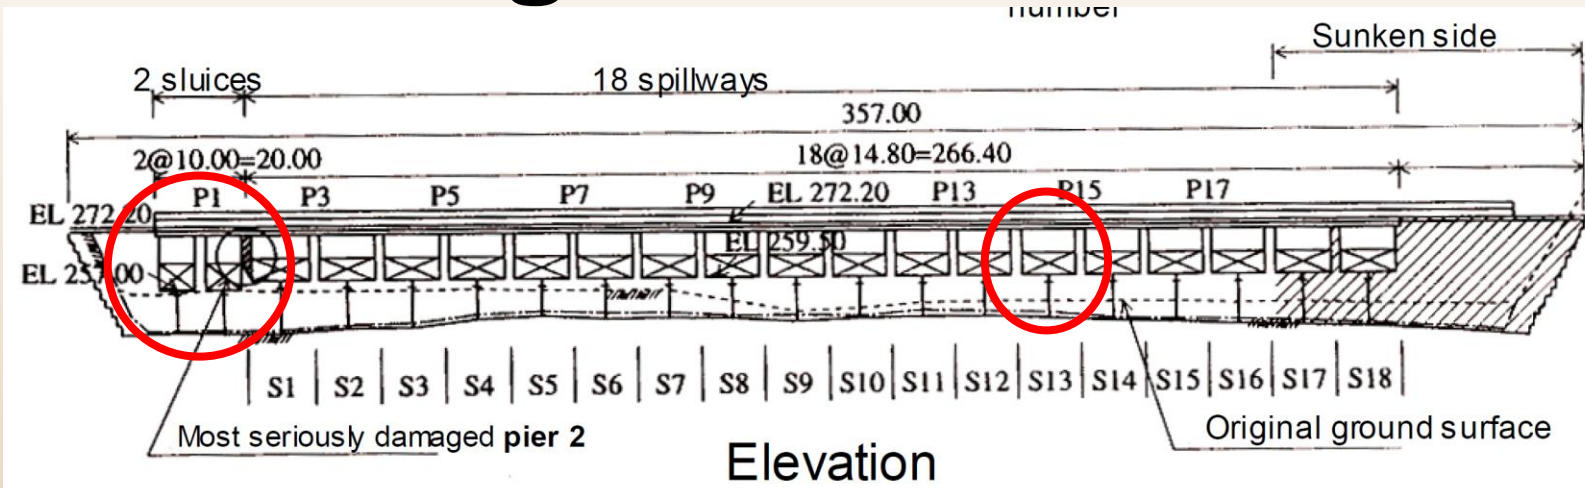 number
Sunken side
2 sluices
18 spillways
357.00
2@10.00=20.00
18@14.80=266.40
P1 P3 P5 P7 P9 EL 272.20 P13 P15 P17
EL 272.20
EL 259.50
EL 257.00
S1 S2 S3 S4 S5 S6 S7 S8 S9 S10 S11 S12 S13 S14 S15 S16 S17 S18
Most seriously damaged pier 2
Original ground surface
Elevation